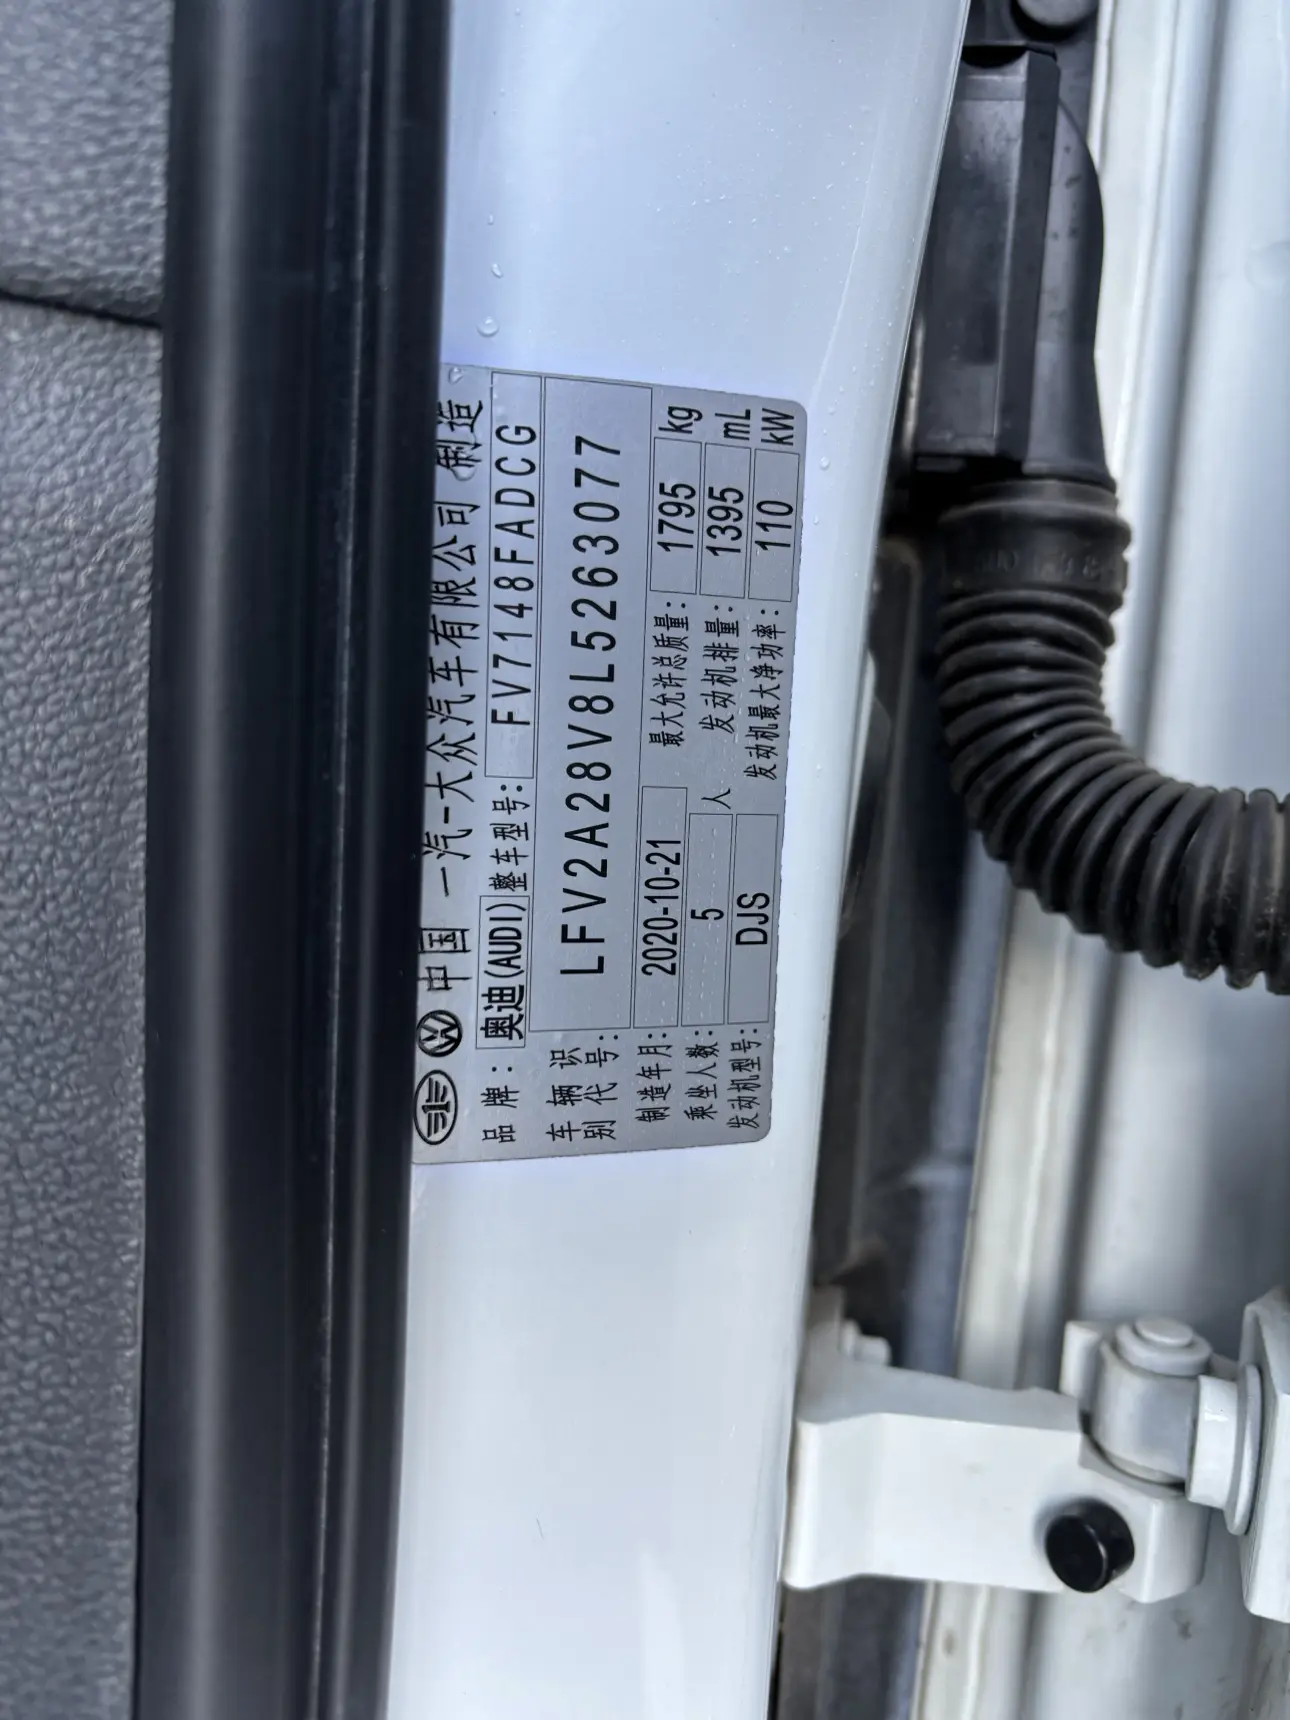 中国 一汽-大众汽车有限公司 制造
品牌: 奥迪(AUDI) 整车型号: FV7148FADCG
车辆识别代号: LFV2A28V8L5263077
制造年月: 2020-10-21 最大允许总质量: 1795 kg
乘坐人数: 5 人 发动机排量: 1395 mL
发动机型号: DJS 发动机最大净功率: 110 kW